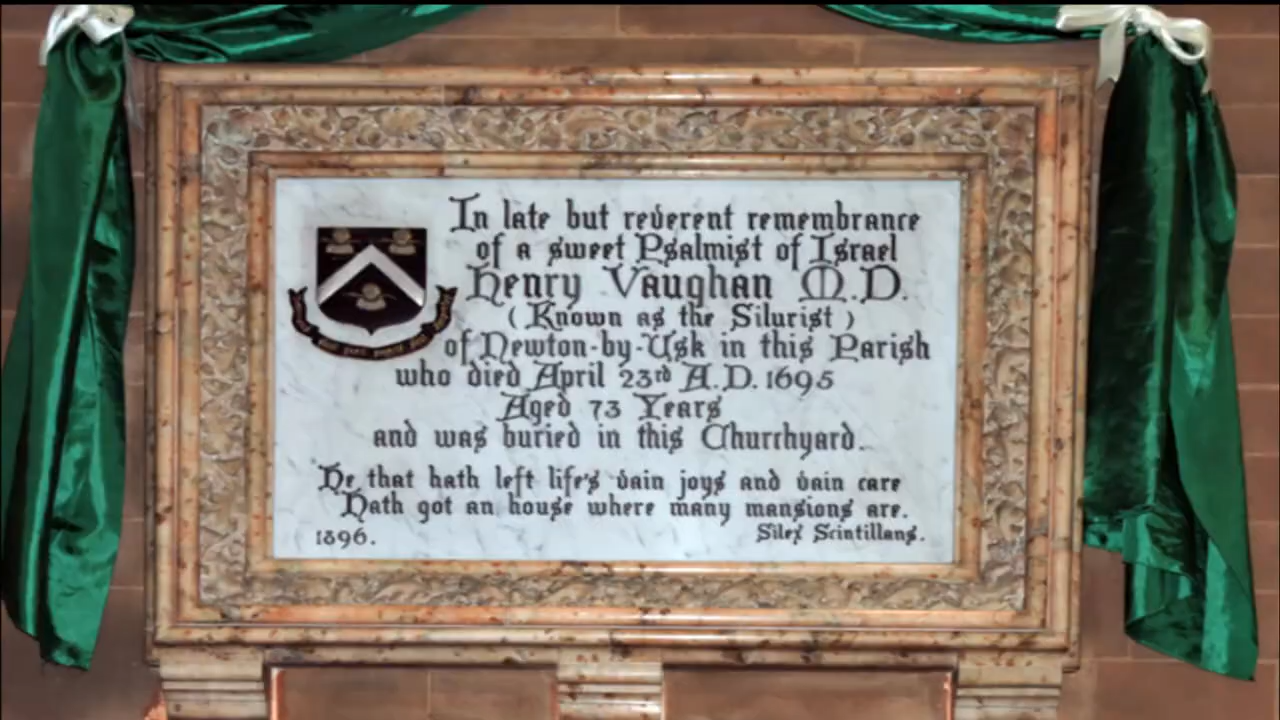 In late but reverent remembrance
of a sweet Psalmist of Israel
Henry Vaughan M.D.
( Known as the Silurist )
of Newton-by-Usk in this Parish
who died April 23rd A.D. 1695
Aged 73 Years
and was buried in this Churchyard.
He that hath left life's vain joys and vain care
Hath got an house where many mansions are.
1896.
Silex Scintillans.